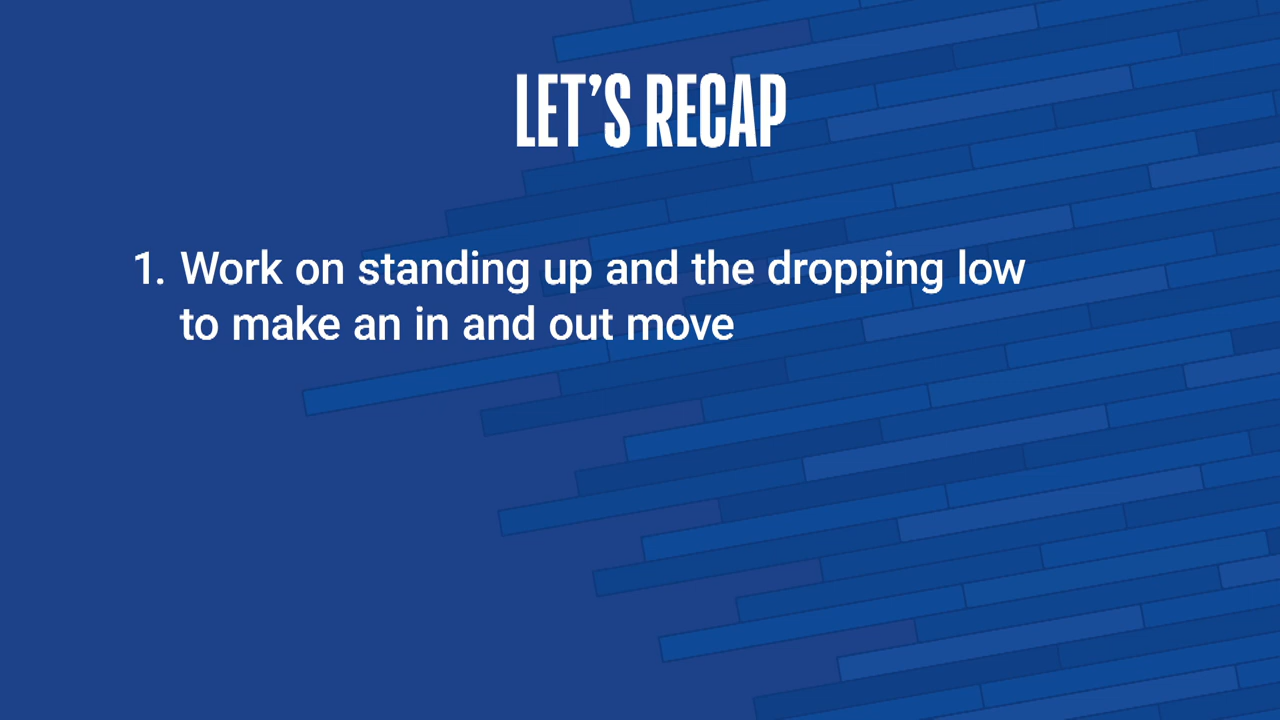 LET'S RECAP
1. Work on standing up and the dropping low
to make an in and out move